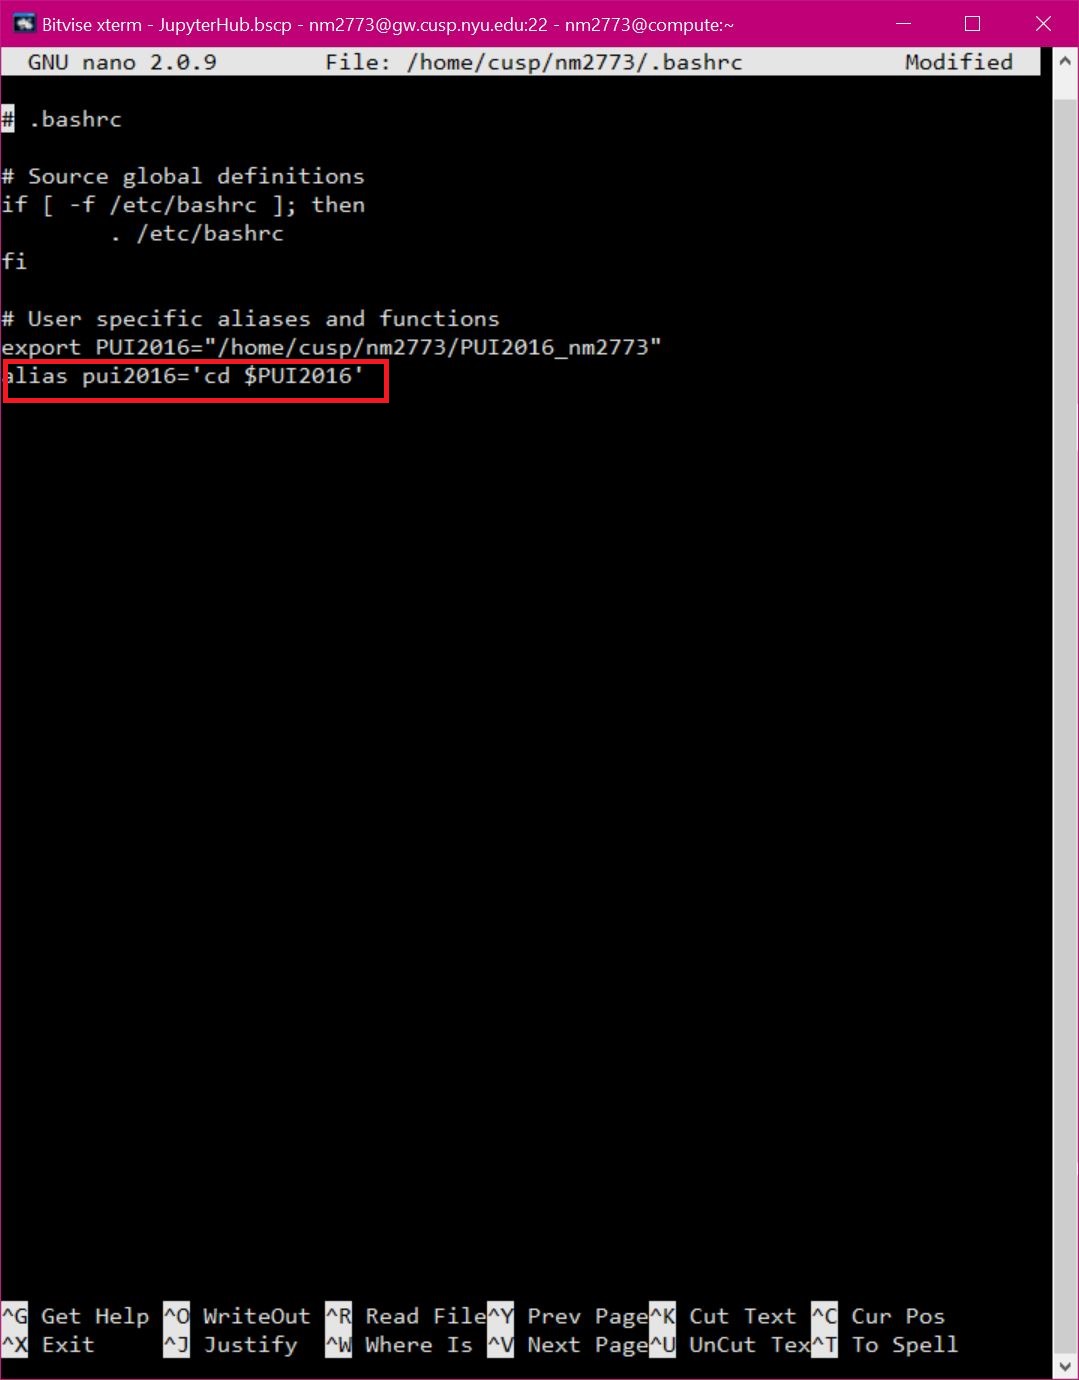 Bitvise xterm - JupyterHub.bscp - nm2773@gw.cusp.nyu.edu:22 - nm2773@compute:~
GNU nano 2.0.9 File: /home/cusp/nm2773/.bashrc Modified
# .bashrc
# Source global definitions
if [ -f /etc/bashrc ]; then
. /etc/bashrc
fi
# User specific aliases and functions
export PUI2016="/home/cusp/nm2773/PUI2016_nm2773"
alias pui2016='cd $PUI2016'
^G Get Help ^O WriteOut ^R Read File^Y Prev Page^K Cut Text ^C Cur Pos
^X Exit ^J Justify ^W Where Is ^V Next Page^U UnCut Tex^T To Spell